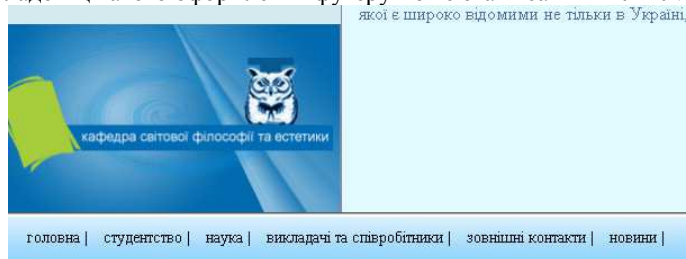 якої є широко відомими не тільки в Україні,
кафедра світової філософії та естетики
головна | студентство | наука | викладачі та співробітники | зовнішні контакти | новини |